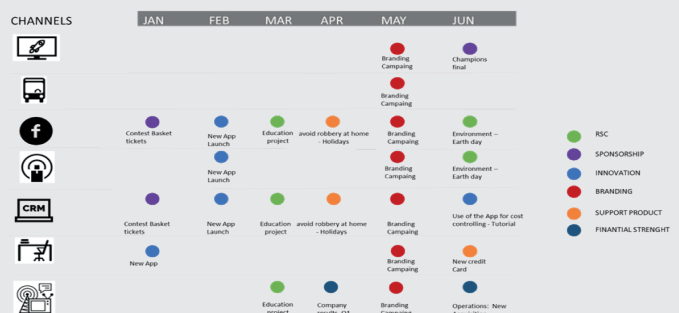 CHANNELS
JAN FEB MAR APR MAY JUN
Branding
Campaing
Champions
final
Branding
Campaing
Contest Basket
tickets
New App
Launch
Education
project
avoid robbery at home
- Holidays
Branding
Campaing
Environment –
Earth day
New App
Launch
Branding
Campaing
Environment –
Earth day
CRM
Contest Basket
tickets
New App
Launch
Education
project
avoid robbery at home
- Holidays
Branding
Campaing
Use of the App for cost
controlling - Tutorial
New App
Branding
Campaing
New credit
Card
Education
project
Company
Branding
Campaing
Operations: New
RSC
SPONSORSHIP
INNOVATION
BRANDING
SUPPORT PRODUCT
FINANTIAL STRENGHT